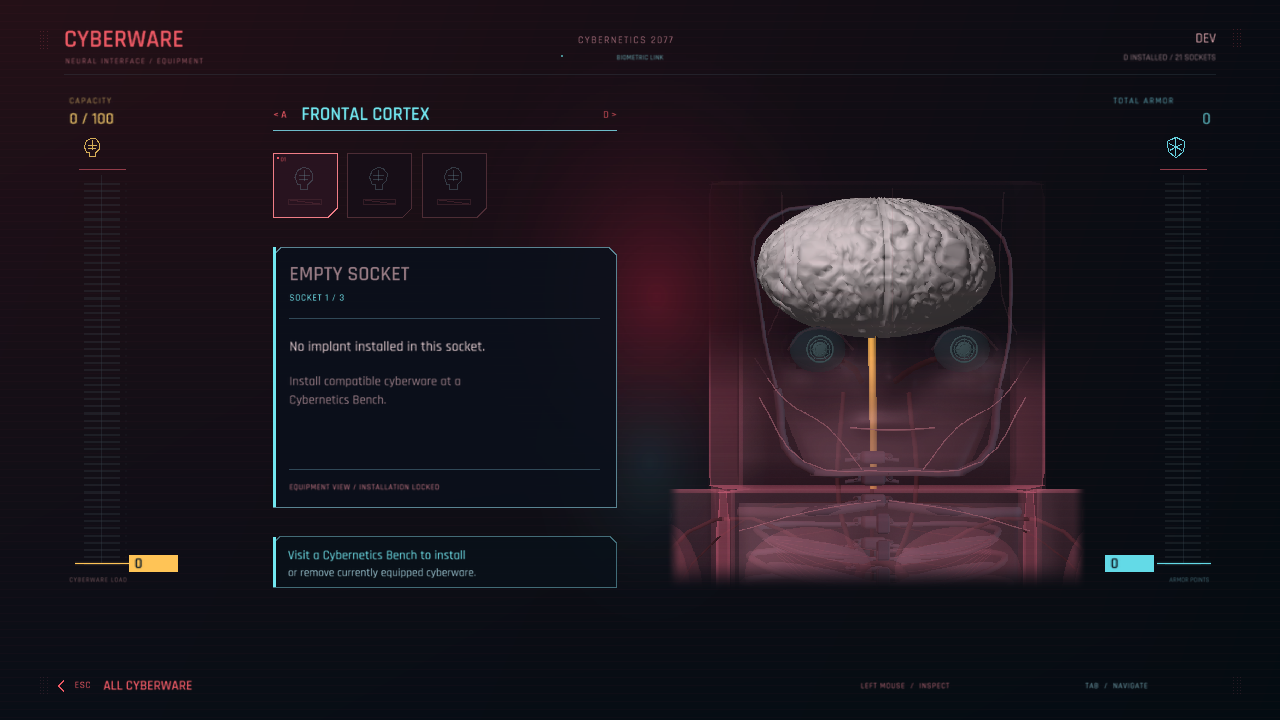 CYBERWARE
NEURAL INTERFACE / EQUIPMENT
CYBERNETICS 2077
BIOMETRIC LINK
DEV
0 INSTALLED / 21 SOCKETS
CAPACITY
0 / 100
TOTAL ARMOR
0
< A
FRONTAL CORTEX
D >
01
EMPTY SOCKET
SOCKET 1 / 3
No implant installed in this socket.
Install compatible cyberware at a
Cybernetics Bench.
EQUIPMENT VIEW / INSTALLATION LOCKED
Visit a Cybernetics Bench to install
or remove currently equipped cyberware.
0
CYBERWARE LOAD
0
ARMOR POINTS
ESC
ALL CYBERWARE
LEFT MOUSE / INSPECT
TAB / NAVIGATE